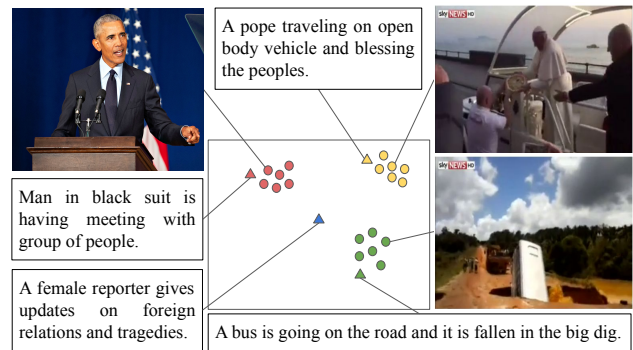 A pope traveling on open
body vehicle and blessing
the peoples.
sky NEWS HD
Man in black suit is
having meeting with
group of people.
sky NEWS HD
A female reporter gives
updates on foreign
relations and tragedies.
A bus is going on the road and it is fallen in the big dig.